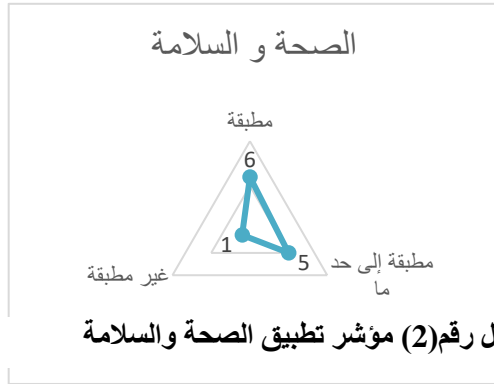 الصحة و السلامة
مطبقة
6
5
مطبقة إلى حد
ما
1
غير مطبقة
رقم(2) مؤشر تطبيق الصحة والسلامة